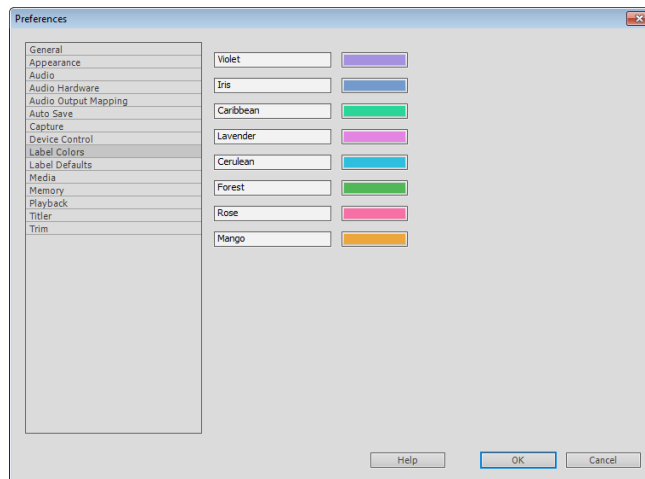 Preferences
General
Appearance
Audio
Audio Hardware
Audio Output Mapping
Auto Save
Capture
Device Control
Label Colors
Label Defaults
Media
Memory
Playback
Titler
Trim
Violet
Iris
Caribbean
Lavender
Cerulean
Forest
Rose
Mango
Help OK Cancel